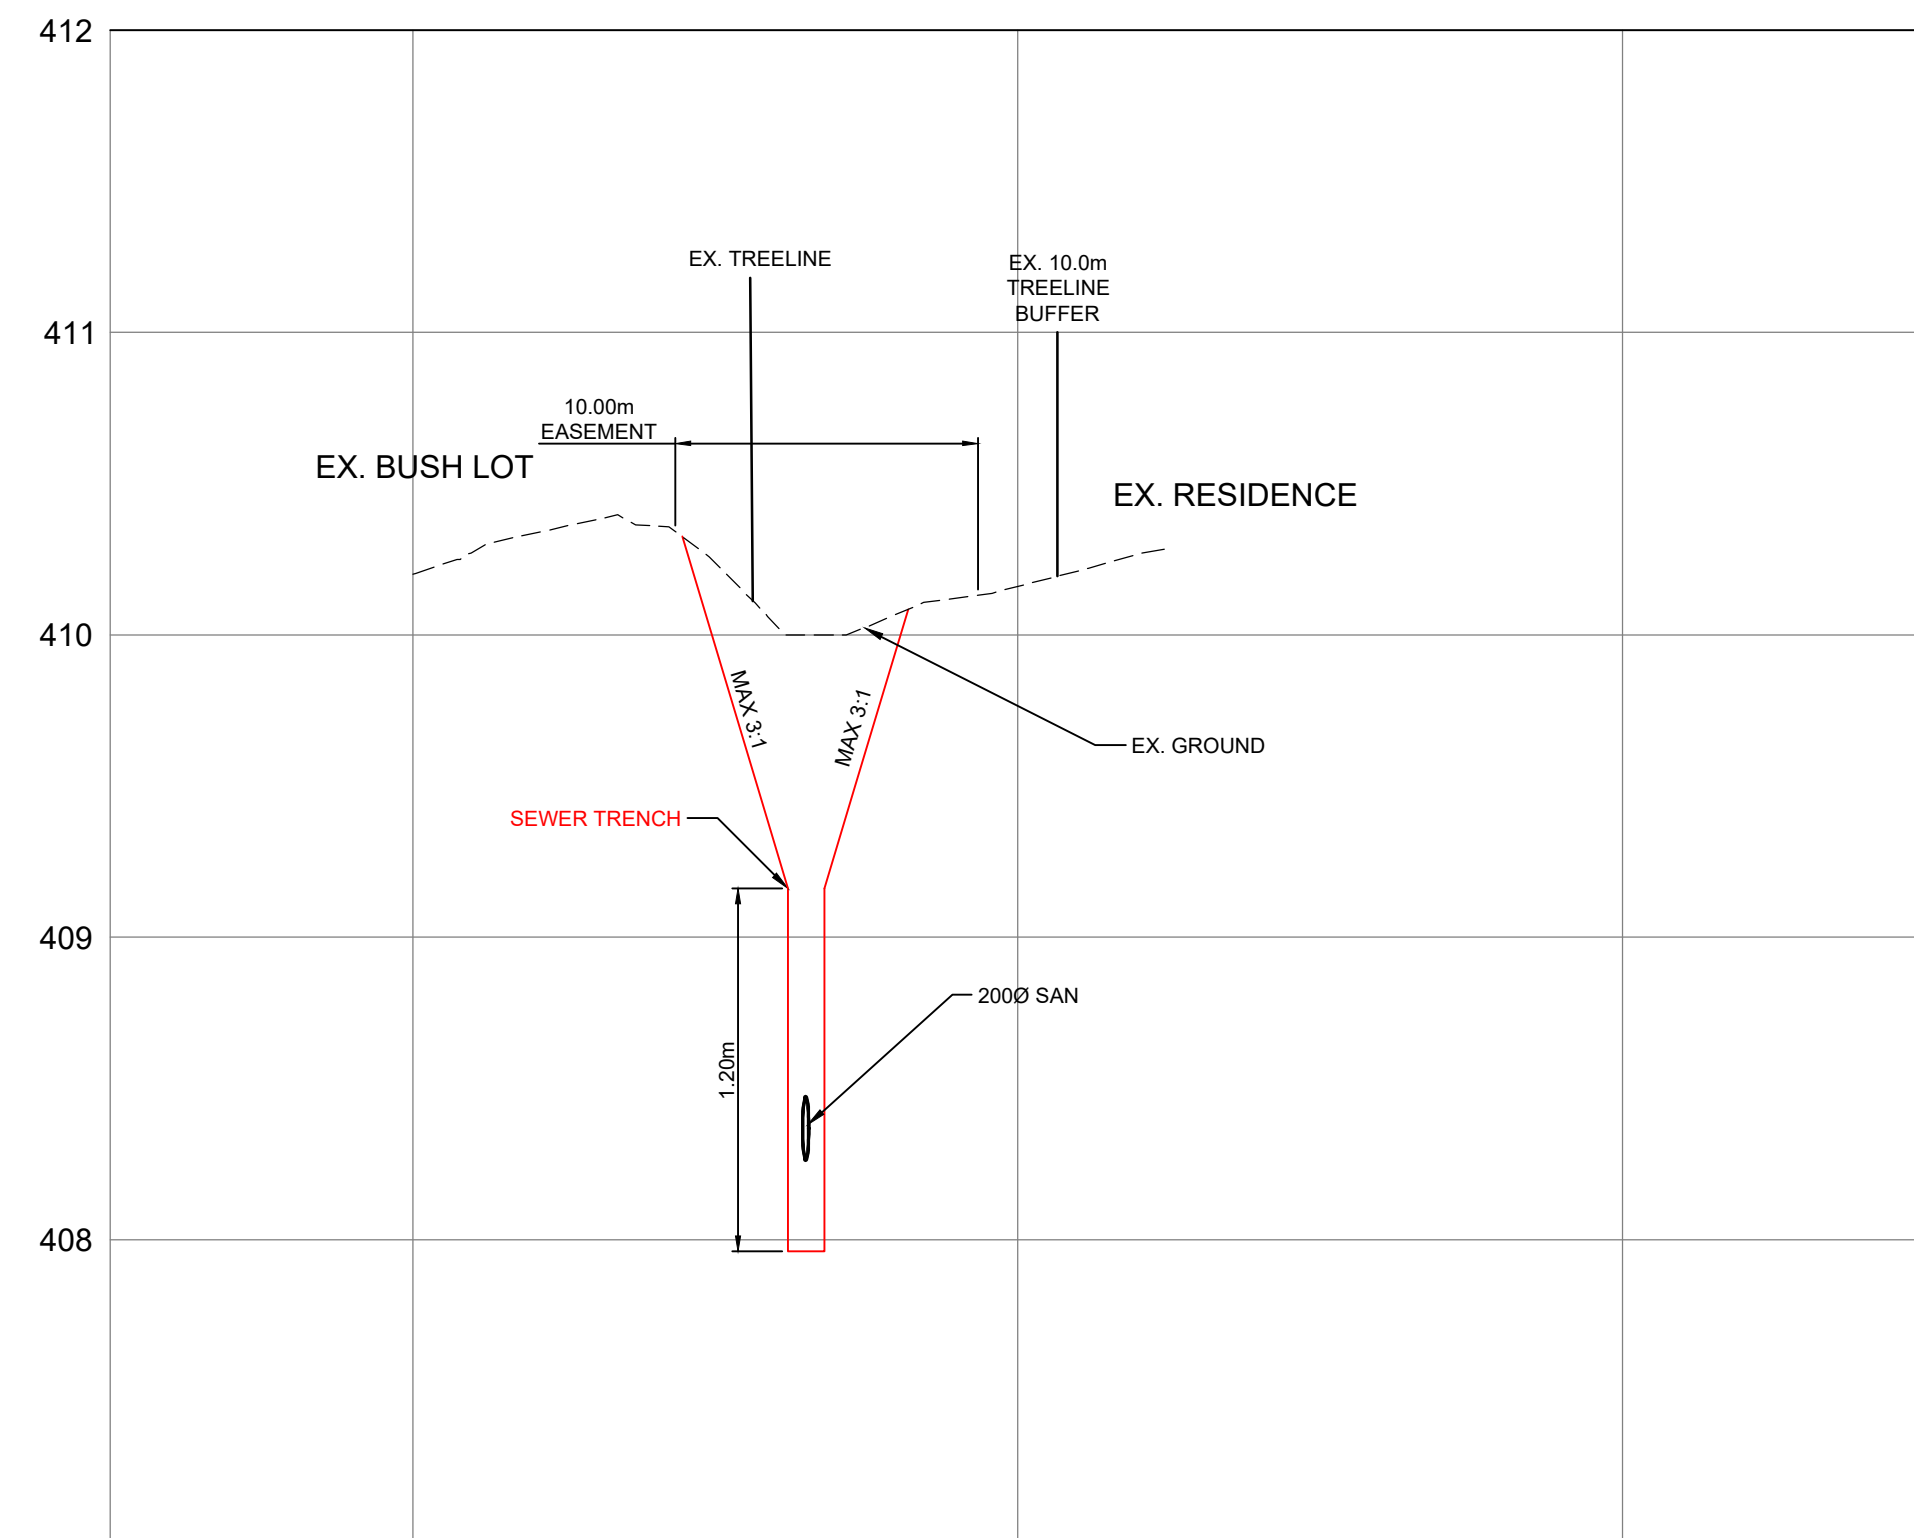 412
EX. TREELINE
EX. 10.0m
TREELINE
BUFFER
411
10.00m
EASEMENT
EX. BUSH LOT
EX. RESIDENCE
410
MAX 3:1
MAX 3:1
EX. GROUND
SEWER TRENCH
409
200Ø SAN
1.20m
408